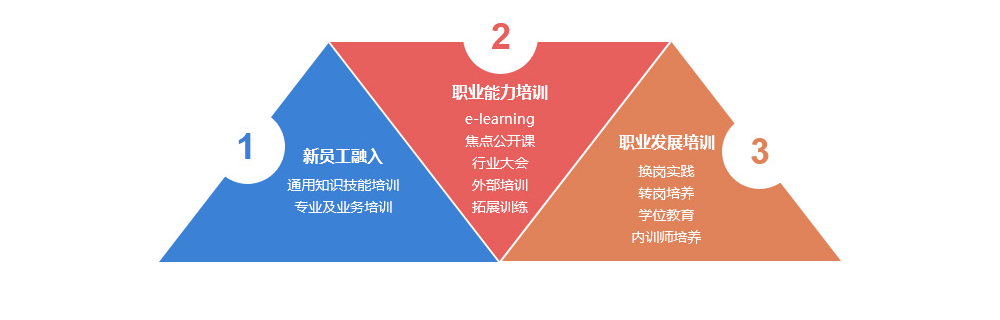 1
新员工融入
通用知识技能培训
专业及业务培训
2
职业能力培训
e-learning
焦点公开课
行业大会
外部培训
拓展训练
3
职业发展培训
换岗实践
转岗培养
学位教育
内训师培养